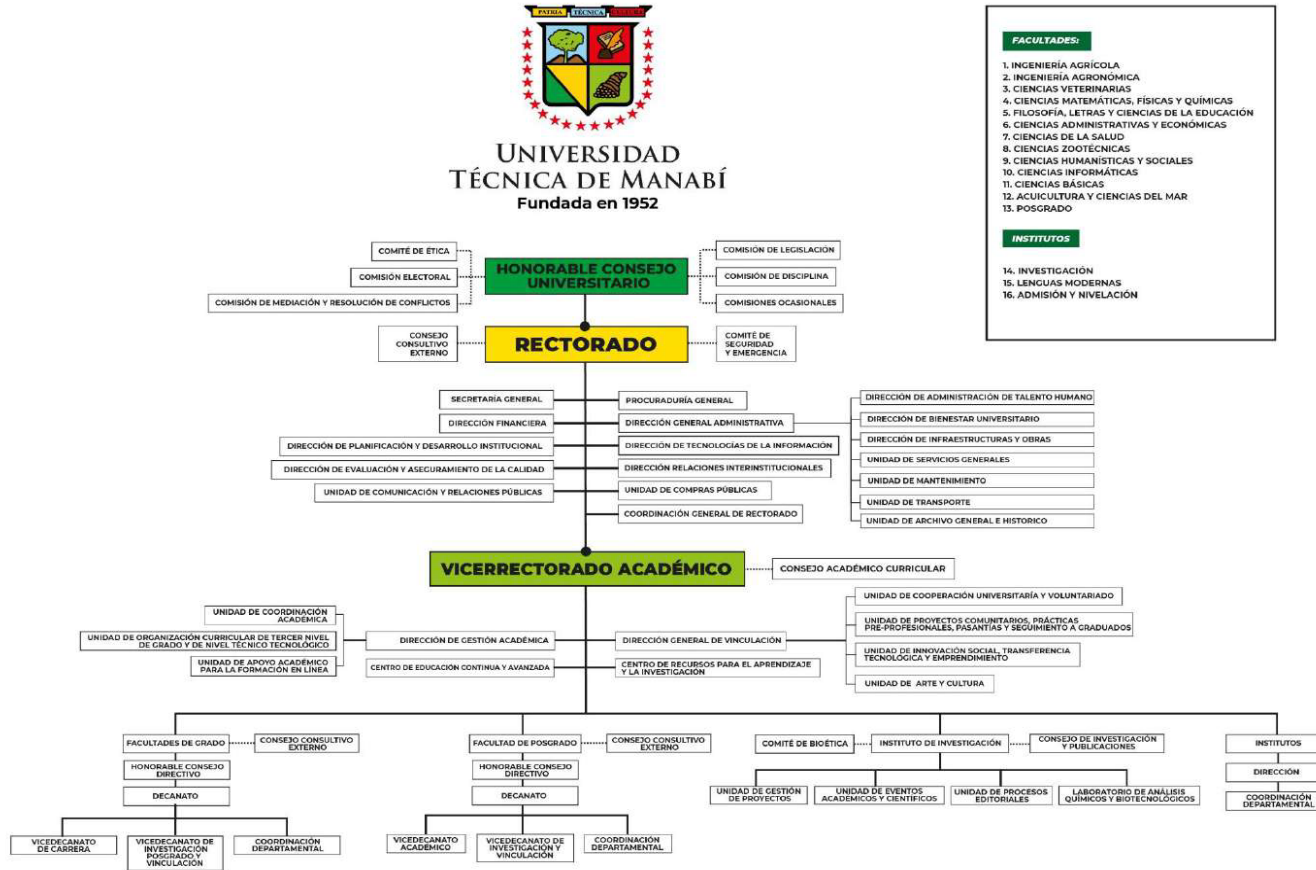 PATRIA TÉCNICA CULTURA
UNIVERSIDAD
TÉCNICA DE MANABÍ
Fundada en 1952
FACULTADES:
1. INGENIERÍA AGRÍCOLA
2. INGENIERÍA AGRONÓMICA
3. CIENCIAS VETERINARIAS
4. CIENCIAS MATEMÁTICAS, FÍSICAS Y QUÍMICAS
5. FILOSOFÍA, LETRAS Y CIENCIAS DE LA EDUCACIÓN
6. CIENCIAS ADMINISTRATIVAS Y ECONÓMICAS
7. CIENCIAS DE LA SALUD
8. CIENCIAS ZOOTÉCNICAS
9. CIENCIAS HUMANÍSTICAS Y SOCIALES
10. CIENCIAS INFORMÁTICAS
11. CIENCIAS BÁSICAS
12. ACUICULTURA Y CIENCIAS DEL MAR
13. POSGRADO
INSTITUTOS
14. INVESTIGACIÓN
15. LENGUAS MODERNAS
16. ADMISIÓN Y NIVELACIÓN
COMITÉ DE ÉTICA
COMISIÓN ELECTORAL
COMISIÓN DE MEDIACIÓN Y RESOLUCIÓN DE CONFLICTOS
HONORABLE CONSEJO
UNIVERSITARIO
COMISIÓN DE LEGISLACIÓN
COMISIÓN DE DISCIPLINA
COMISIONES OCASIONALES
CONSEJO
CONSULTIVO
EXTERNO
RECTORADO
COMITÉ DE
SEGURIDAD
Y EMERGENCIA
SECRETARÍA GENERAL
DIRECCIÓN FINANCIERA
DIRECCIÓN DE PLANIFICACIÓN Y DESARROLLO INSTITUCIONAL
DIRECCIÓN DE EVALUACIÓN Y ASEGURAMIENTO DE LA CALIDAD
UNIDAD DE COMUNICACIÓN Y RELACIONES PÚBLICAS
PROCURADURÍA GENERAL
DIRECCIÓN GENERAL ADMINISTRATIVA
DIRECCIÓN DE TECNOLOGÍAS DE LA INFORMACIÓN
DIRECCIÓN RELACIONES INTERINSTITUCIONALES
UNIDAD DE COMPRAS PÚBLICAS
COORDINACIÓN GENERAL DE RECTORADO
DIRECCIÓN DE ADMINISTRACIÓN DE TALENTO HUMANO
DIRECCIÓN DE BIENESTAR UNIVERSITARIO
DIRECCIÓN DE INFRAESTRUCTURAS Y OBRAS
UNIDAD DE SERVICIOS GENERALES
UNIDAD DE MANTENIMIENTO
UNIDAD DE TRANSPORTE
UNIDAD DE ARCHIVO GENERAL E HISTORICO
VICERRECTORADO ACADÉMICO
CONSEJO ACADÉMICO CURRICULAR
UNIDAD DE COORDINACIÓN
ACADÉMICA
UNIDAD DE ORGANIZACIÓN CURRICULAR DE TERCER NIVEL
DE GRADO Y DE NIVEL TÉCNICO TECNOLÓGICO
UNIDAD DE APOYO ACADÉMICO
PARA LA FORMACIÓN EN LÍNEA
DIRECCIÓN DE GESTIÓN ACADÉMICA
CENTRO DE EDUCACIÓN CONTINUA Y AVANZADA
DIRECCIÓN GENERAL DE VINCULACIÓN
CENTRO DE RECURSOS PARA EL APRENDIZAJE
Y LA INVESTIGACIÓN
UNIDAD DE COOPERACIÓN UNIVERSITARÍA Y VOLUNTARIADO
UNIDAD DE PROYECTOS COMUNITARIOS, PRÁCTICAS
PRE-PROFESIONALES, PASANTÍAS Y SEGUIMIENTO A GRADUADOS
UNIDAD DE INNOVACIÓN SOCIAL, TRANSFERENCIA
TECNOLÓGICA Y EMPRENDIMIENTO
UNIDAD DE ARTE Y CULTURA
FACULTADES DE GRADO
CONSEJO CONSULTIVO
EXTERNO
HONORABLE CONSEJO
DIRECTIVO
DECANATO
VICEDECANATO
DE CARRERA
VICEDECANATO DE
INVESTIGACIÓN
POSGRADO Y
VINCULACIÓN
COORDINACIÓN
DEPARTAMENTAL
FACULTAD DE POSGRADO
CONSEJO CONSULTIVO
EXTERNO
HONORABLE CONSEJO
DIRECTIVO
DECANATO
VICEDECANATO
ACADÉMICO
VICEDECANATO DE
INVESTIGACIÓN Y
VINCULACIÓN
COORDINACIÓN
DEPARTAMENTAL
COMITÉ DE BIOÉTICA
INSTITUTO DE INVESTIGACIÓN
CONSEJO DE INVESTIGACIÓN
Y PUBLICACIONES
UNIDAD DE GESTIÓN
DE PROYECTOS
UNIDAD DE EVENTOS
ACADÉMICOS Y CIENTÍFICOS
UNIDAD DE PROCESOS
EDITORIALES
LABORATORIO DE ANÁLISIS
QUÍMICOS Y BIOTECNOLÓGICOS
INSTITUTOS
DIRECCIÓN
COORDINACIÓN
DEPARTAMENTAL